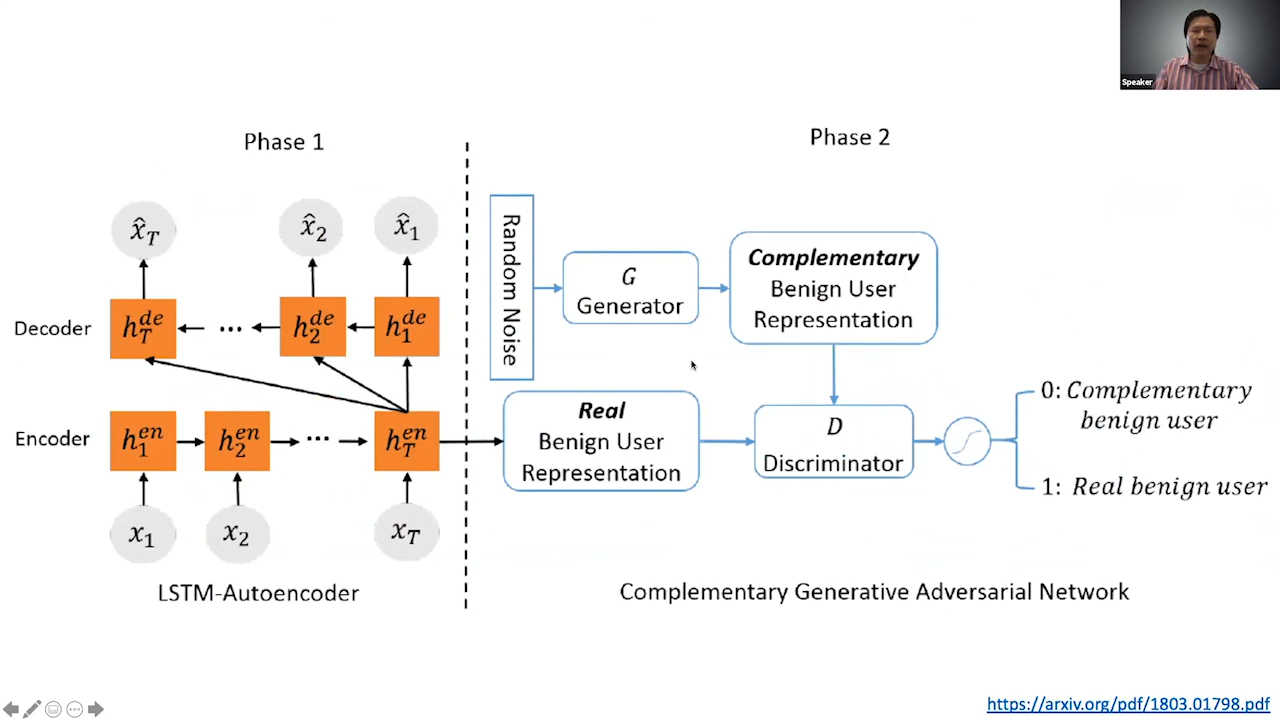 Speaker
Phase 1
Phase 2
x̂_T
x̂_2
x̂_1
Random Noise
G
Generator
Complementary
Benign User
Representation
Decoder
h_T^{de}
...
h_2^{de}
h_1^{de}
Real
Benign User
Representation
D
Discriminator
0: Complementary
benign user
1: Real benign user
Encoder
h_1^{en}
h_2^{en}
...
h_T^{en}
x_1
x_2
x_T
LSTM-Autoencoder
Complementary Generative Adversarial Network
https://arxiv.org/pdf/1803.01798.pdf